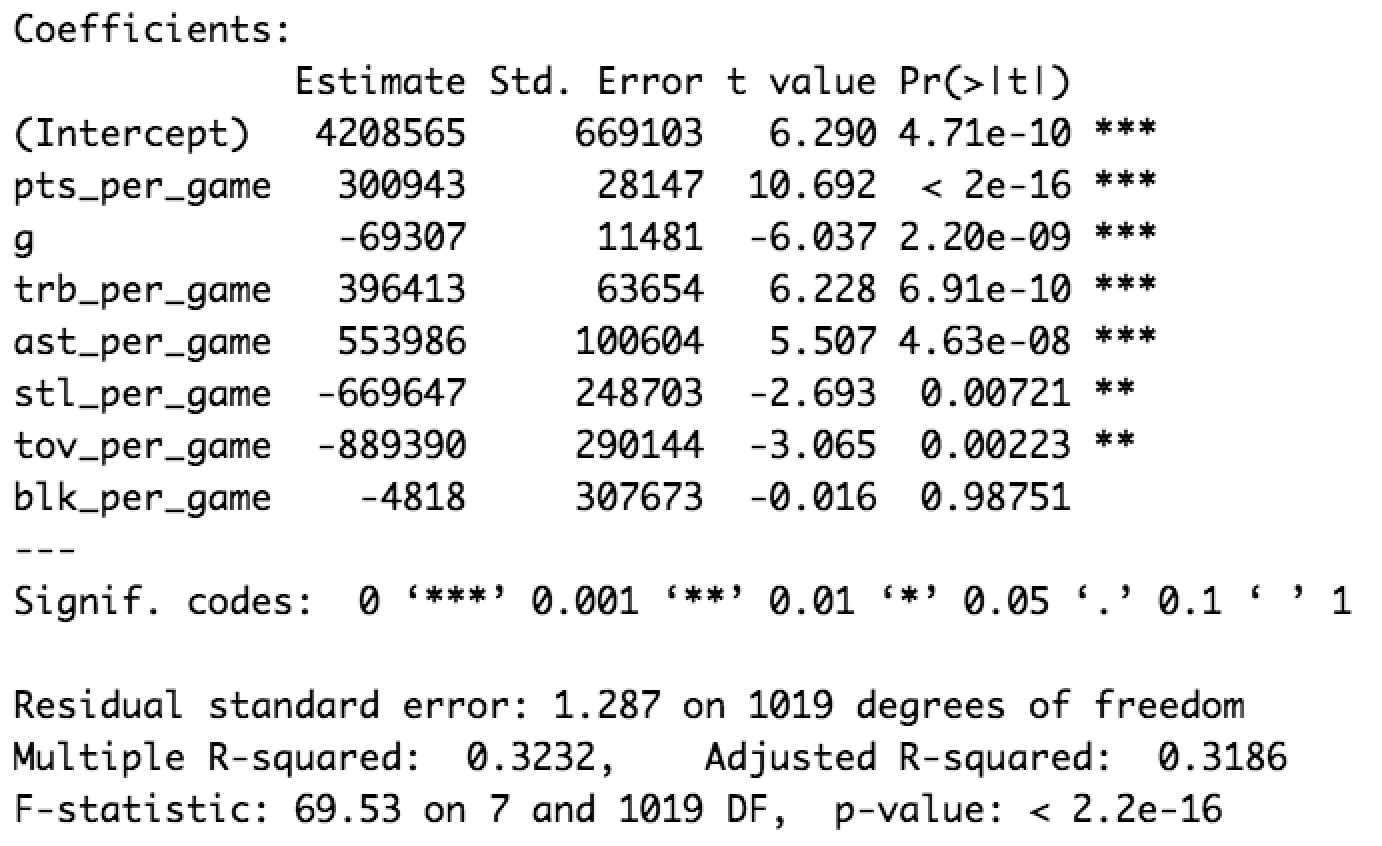 Coefficients:
Estimate Std. Error t value Pr(>|t|)
(Intercept) 4208565 669103 6.290 4.71e-10 ***
pts_per_game 300943 28147 10.692 < 2e-16 ***
g -69307 11481 -6.037 2.20e-09 ***
trb_per_game 396413 63654 6.228 6.91e-10 ***
ast_per_game 553986 100604 5.507 4.63e-08 ***
stl_per_game -669647 248703 -2.693 0.00721 **
tov_per_game -889390 290144 -3.065 0.00223 **
blk_per_game -4818 307673 -0.016 0.98751
---
Signif. codes: 0 ‘***’ 0.001 ‘**’ 0.01 ‘*’ 0.05 ‘.’ 0.1 ‘ ’ 1
Residual standard error: 1.287 on 1019 degrees of freedom
Multiple R-squared: 0.3232, Adjusted R-squared: 0.3186
F-statistic: 69.53 on 7 and 1019 DF, p-value: < 2.2e-16